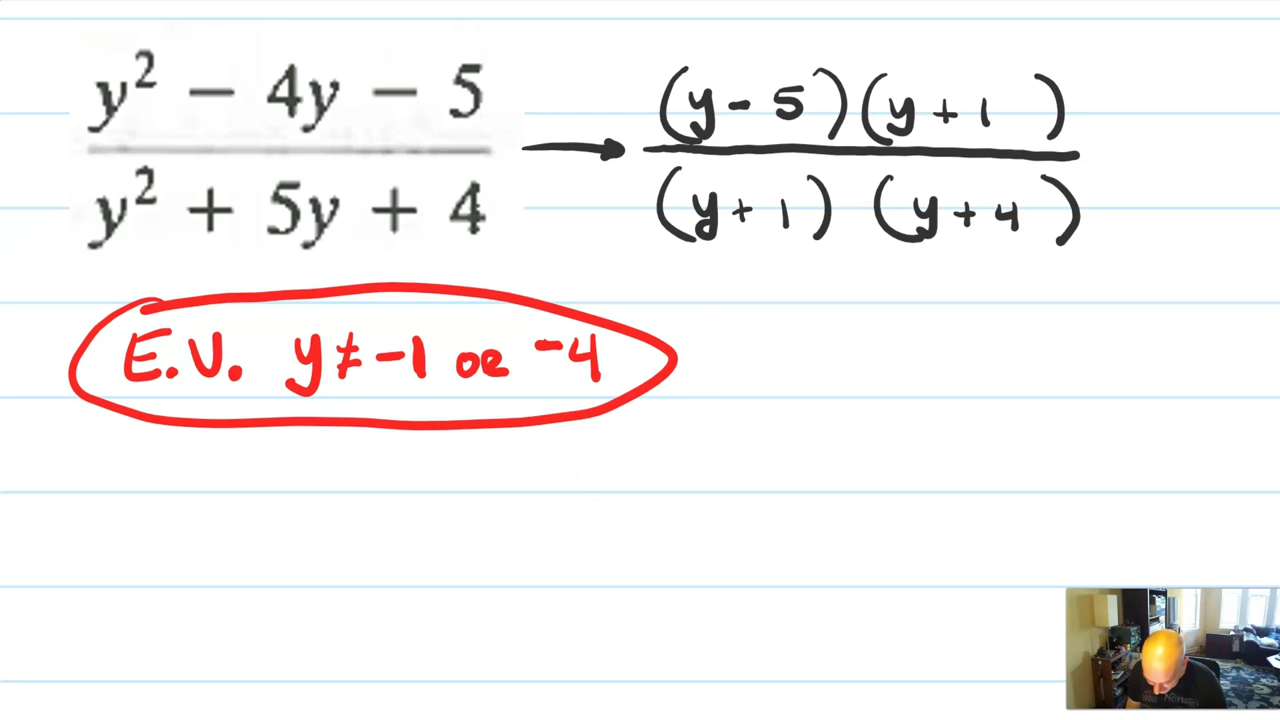 y² − 4y − 5
y² + 5y + 4
(y - 5)(y + 1 )
(y + 1) (y + 4 )
E.V. y ≠ -1 or -4